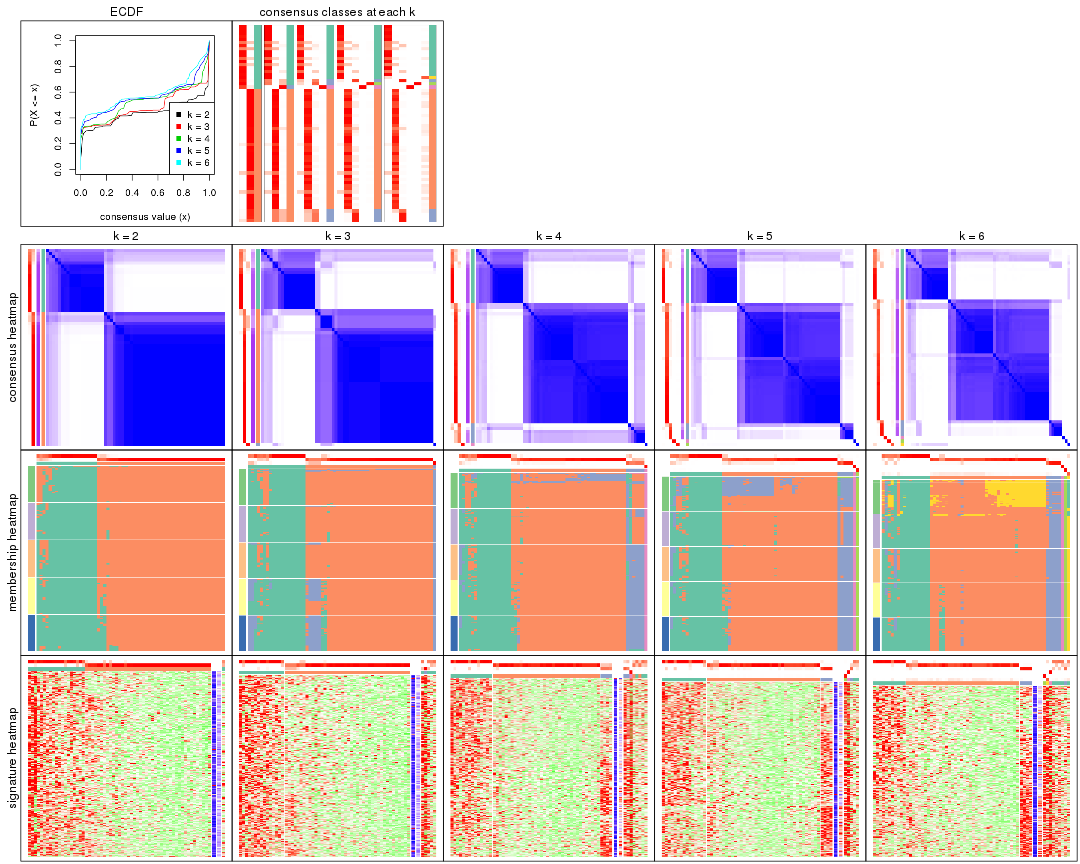 ECDF
consensus classes at each k
P(X <= x)
0.0 0.2 0.4 0.6 0.8 1.0
k = 2
k = 3
k = 4
k = 5
k = 6
0.0 0.2 0.4 0.6 0.8 1.0
consensus value (x)
k = 2 k = 3 k = 4 k = 5 k = 6
consensus heatmap
membership heatmap
signature heatmap